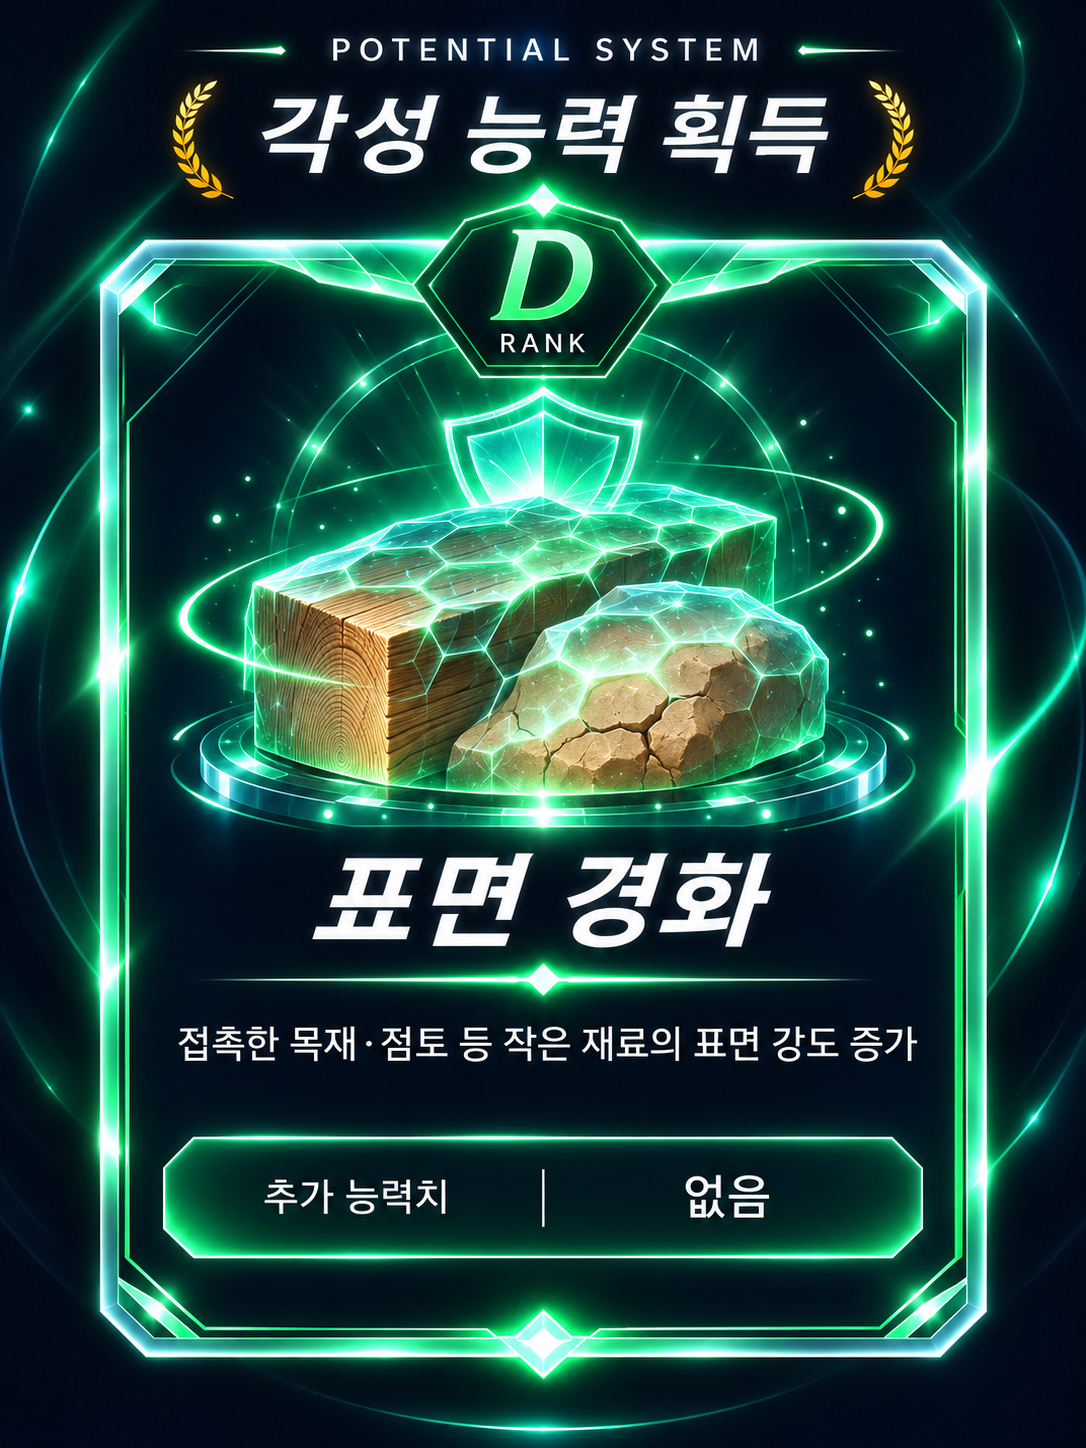 POTENTIAL SYSTEM
각성 능력 획득
D
RANK
표면 경화
접촉한 목재·점토 등 작은 재료의 표면 강도 증가
추가 능력치 | 없음